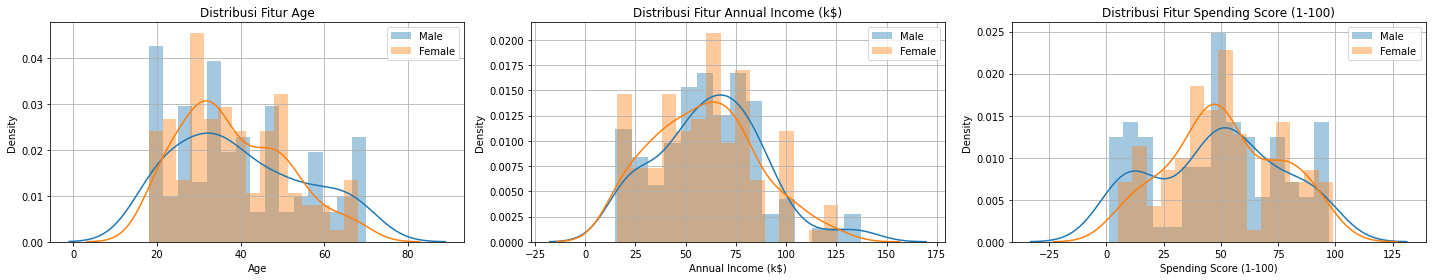 Distribusi Fitur Age
Male
Female
0.04
0.03
0.02
0.01
0.00
Density
0
20
40
60
80
Age
Distribusi Fitur Annual Income (k$)
Male
Female
0.0200
0.0175
0.0150
0.0125
0.0100
0.0075
0.0050
0.0025
0.0000
Density
−25
0
25
50
75
100
125
150
175
Annual Income (k$)
Distribusi Fitur Spending Score (1-100)
Male
Female
0.025
0.020
0.015
0.010
0.005
0.000
Density
−25
0
25
50
75
100
125
Spending Score (1-100)